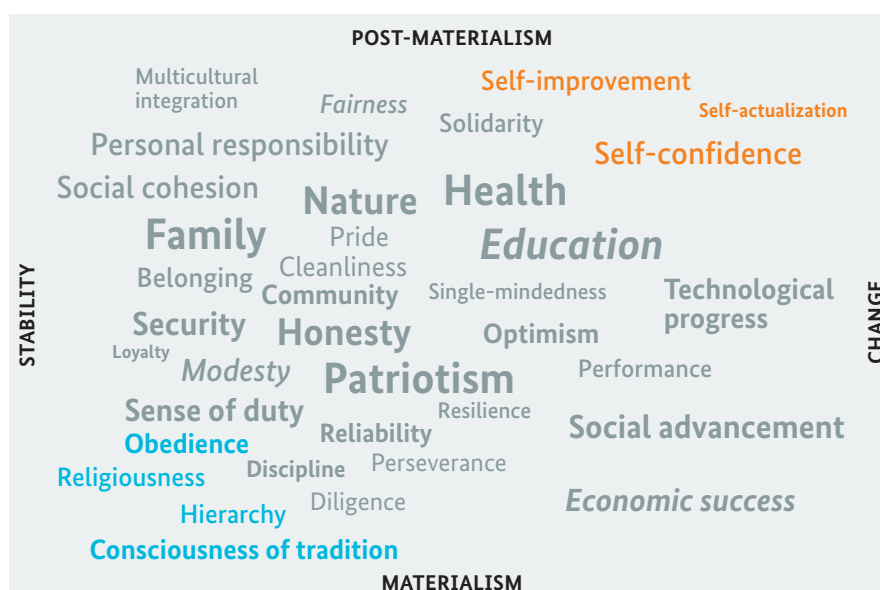 POST-MATERIALISM
Multicultural
integration
Fairness
Self-improvement
Self-actualization
Solidarity
Personal responsibility
Self-confidence
Social cohesion
Nature
Health
Family
Pride
Education
Belonging
Cleanliness
Community
Single-mindedness
Technological
progress
STABILITY
CHANGE
Security
Honesty
Optimism
Loyalty
Modesty
Patriotism
Performance
Sense of duty
Resilience
Obedience
Reliability
Social advancement
Religiousness
Discipline
Perseverance
Hierarchy
Diligence
Economic success
Consciousness of tradition
MATERIALISM